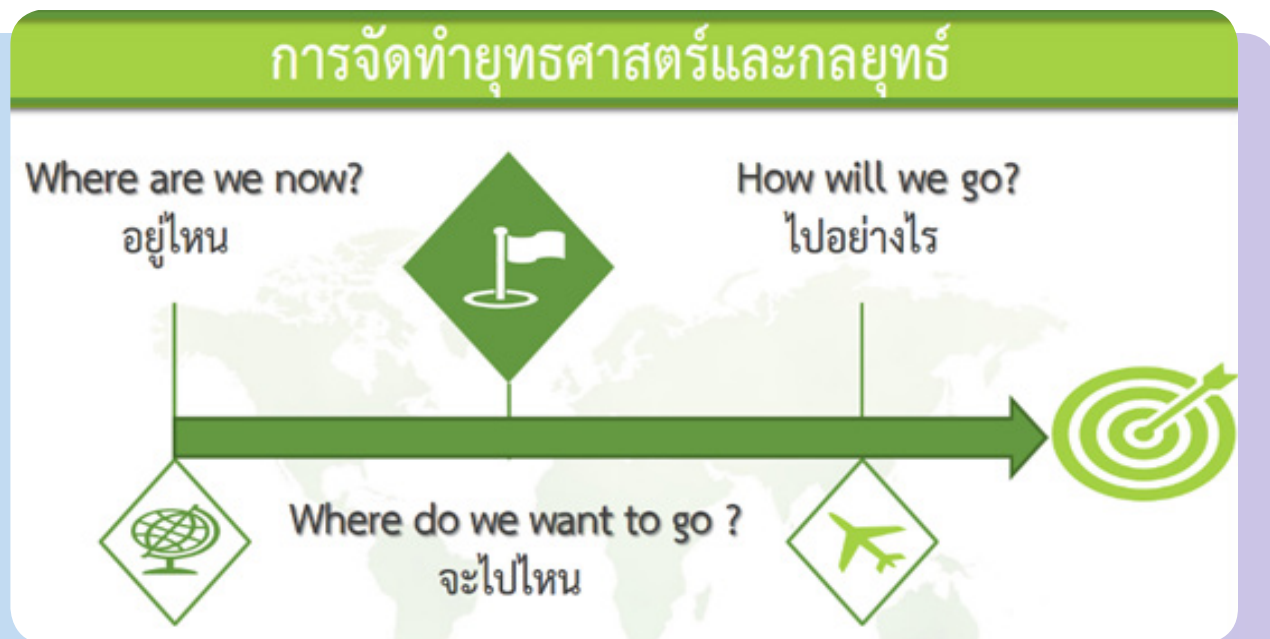 การจัดทำยุทธศาสตร์และกลยุทธ์
Where are we now?
อยู่ไหน
Where do we want to go ?
จะไปไหน
How will we go?
ไปอย่างไร